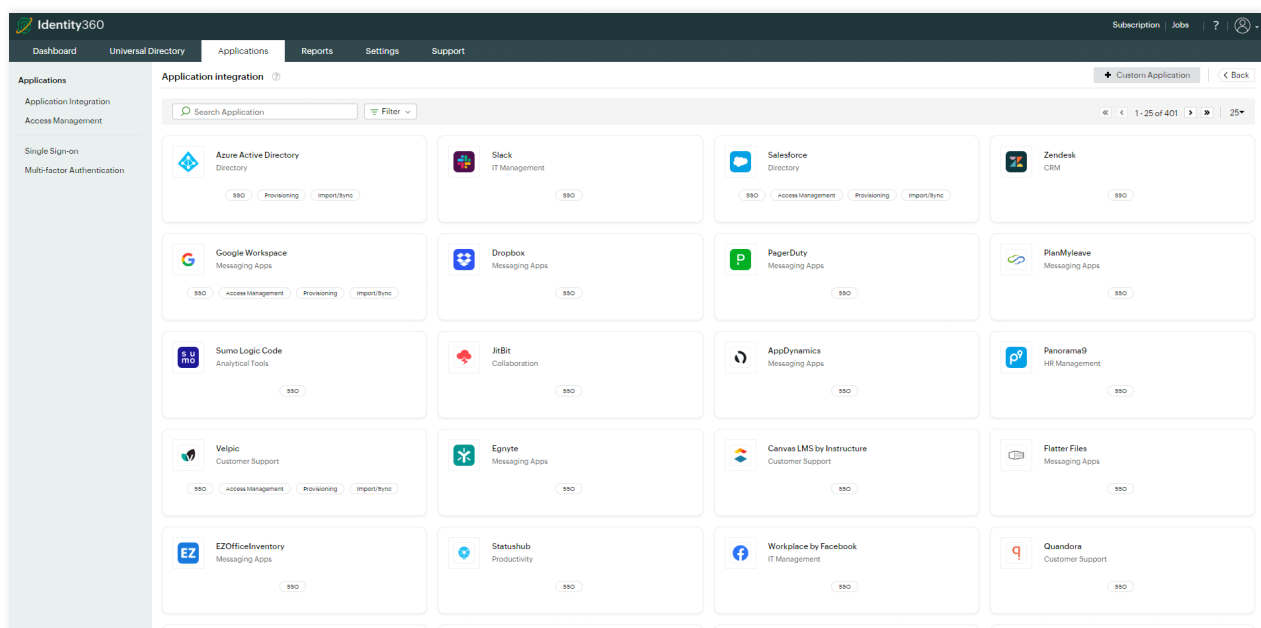 Identity360
Subscription Jobs ?
Dashboard Universal Directory Applications Reports Settings Support
Applications
Application Integration
Access Management
Single Sign-on
Multi-factor Authentication
Application integration ?
+ Custom Application
< Back
Search Application
Filter
« < 1 - 25 of 401 > » 25
Azure Active Directory
Directory
SSO Provisioning Import/Sync
Slack
IT Management
SSO
Salesforce
Directory
SSO Access Management Provisioning Import/Sync
Zendesk
CRM
SSO
Google Workspace
Messaging Apps
SSO Access Management Provisioning Import/Sync
Dropbox
Messaging Apps
SSO
P
PagerDuty
Messaging Apps
SSO
PlanMyleave
Messaging Apps
SSO
su
mo
Sumo Logic Code
Analytical Tools
SSO
JitBit
Collaboration
SSO
AppDynamics
Messaging Apps
SSO
p9
Panorama9
HR Management
SSO
Velpic
Customer Support
SSO Access Management Provisioning Import/Sync
Egnyte
Messaging Apps
SSO
Canvas LMS by Instructure
Customer Support
SSO
Flatter Files
Messaging Apps
SSO
EZ
EZOfficeInventory
Messaging Apps
SSO
Statushub
Productivity
SSO
Workplace by Facebook
IT Management
SSO
q
Quandora
Customer Support
SSO